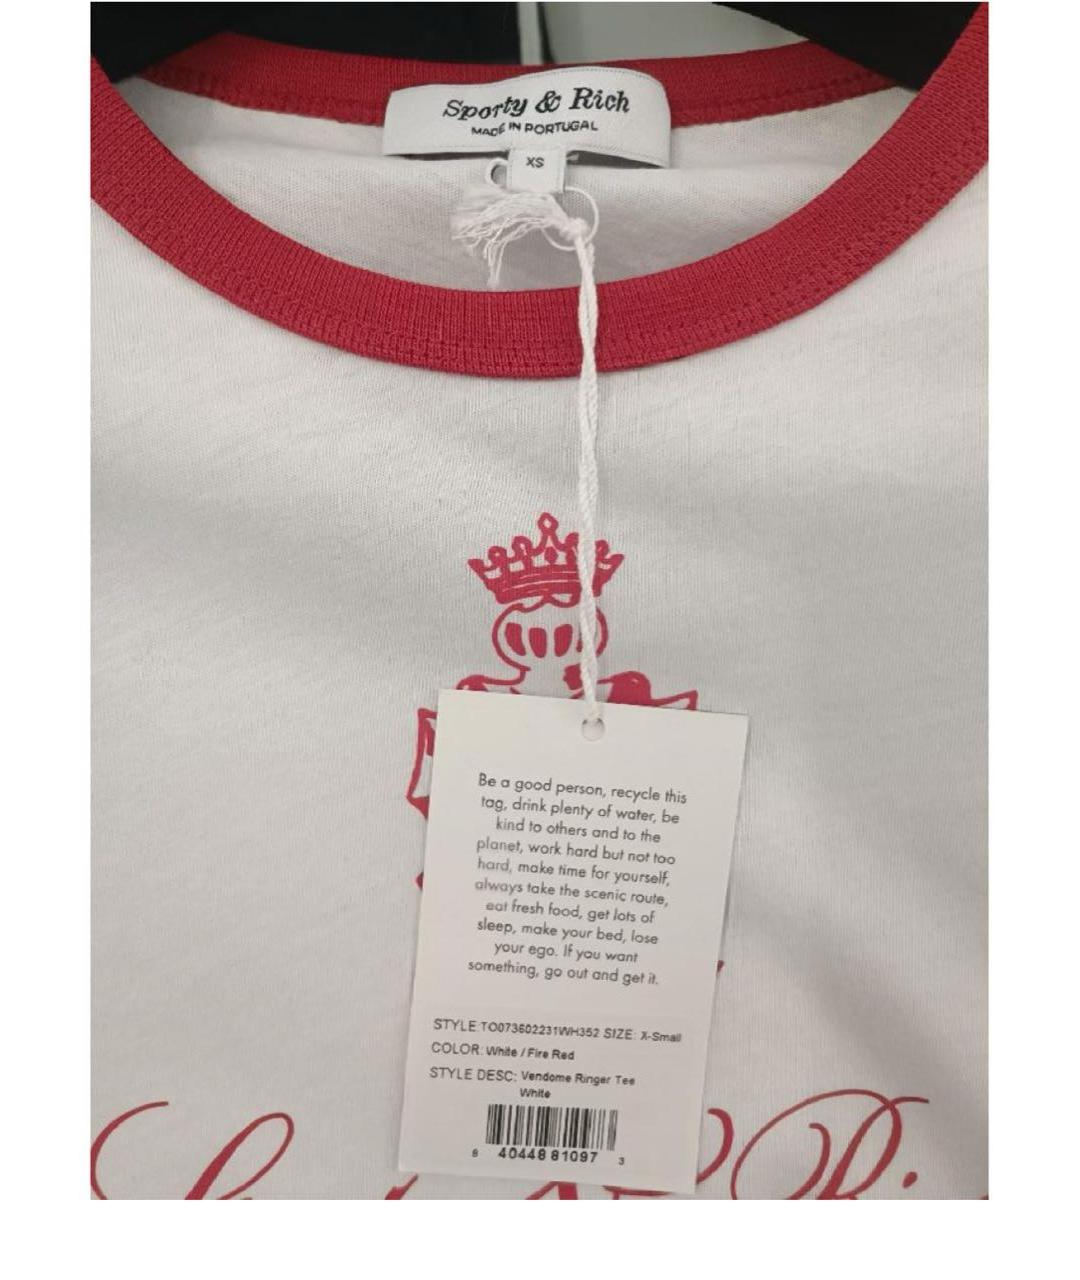 Sporty & Rich
MADE IN PORTUGAL
XS
Be a good person, recycle this
tag, drink plenty of water, be
kind to others and to the
planet, work hard but not too
hard, make time for yourself,
always take the scenic route,
eat fresh food, get lots of
sleep, make your bed, lose
your ego. If you want
something, go out and get it.
STYLE:TO073602231WH352 SIZE: X-Small
COLOR: White / Fire Red
STYLE DESC: Vendome Ringer Tee
White
8 40448 81097 3